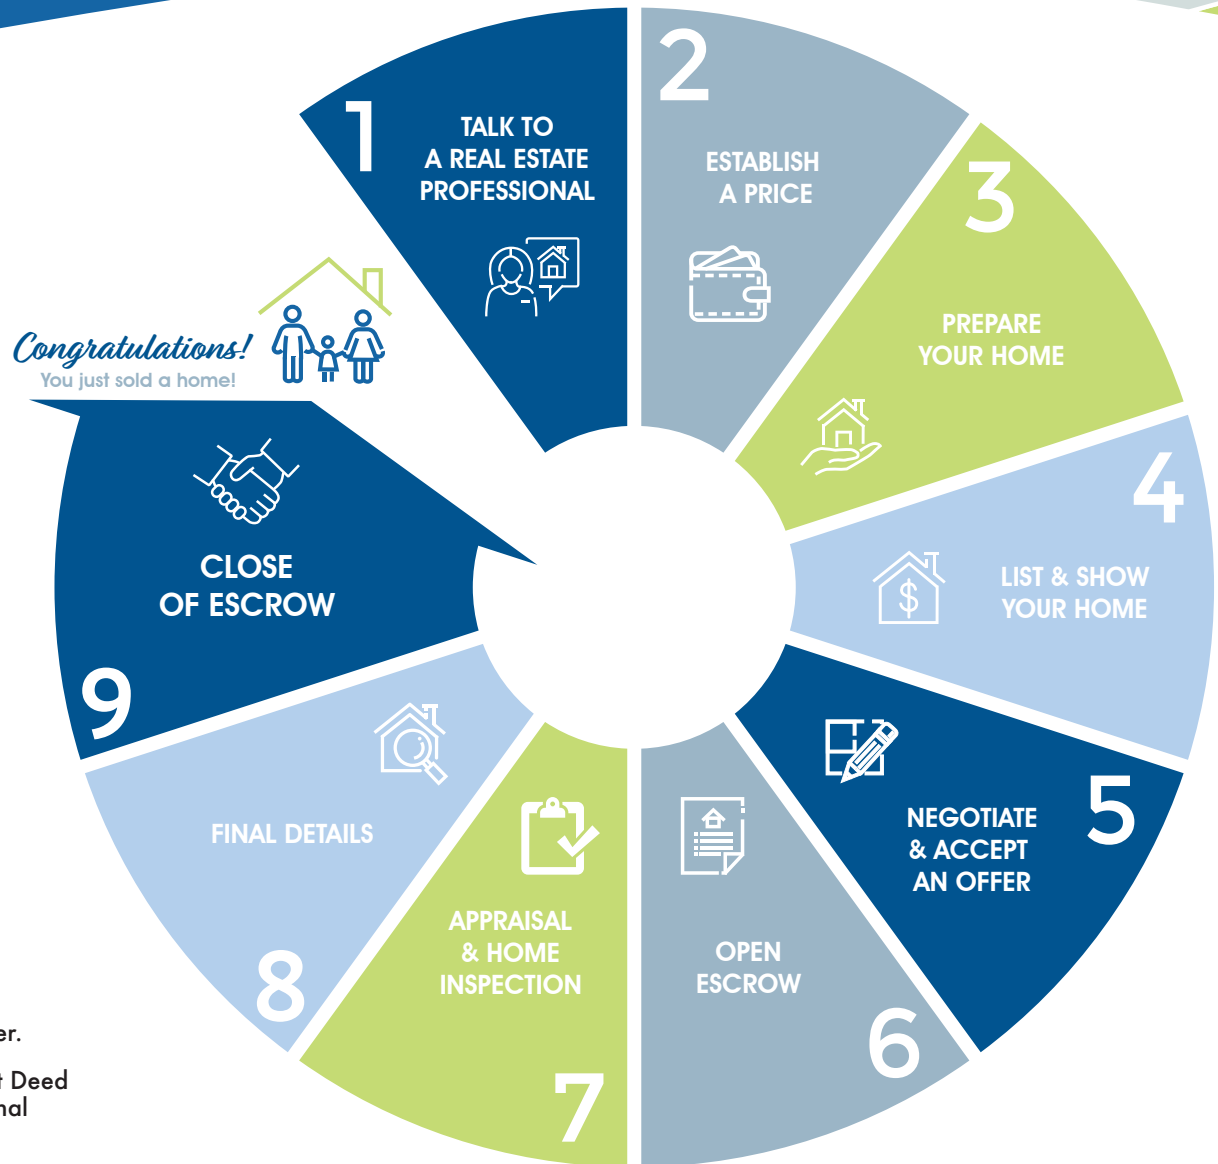 1
TALK TO
A REAL ESTATE
PROFESSIONAL
2
ESTABLISH
A PRICE
3
PREPARE
YOUR HOME
4
LIST & SHOW
YOUR HOME
$
5
NEGOTIATE
& ACCEPT
AN OFFER
6
OPEN
ESCROW
7
APPRAISAL
& HOME
INSPECTION
8
FINAL DETAILS
9
CLOSE
OF ESCROW
Congratulations!
You just sold a home!
Deed